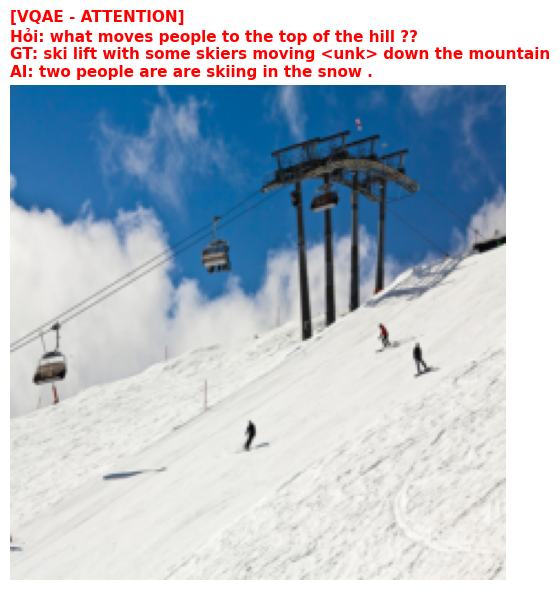 [VQAE - ATTENTION]
Hỏi: what moves people to the top of the hill ??
GT: ski lift with some skiers moving <unk> down the mountain
AI: two people are are skiing in the snow .